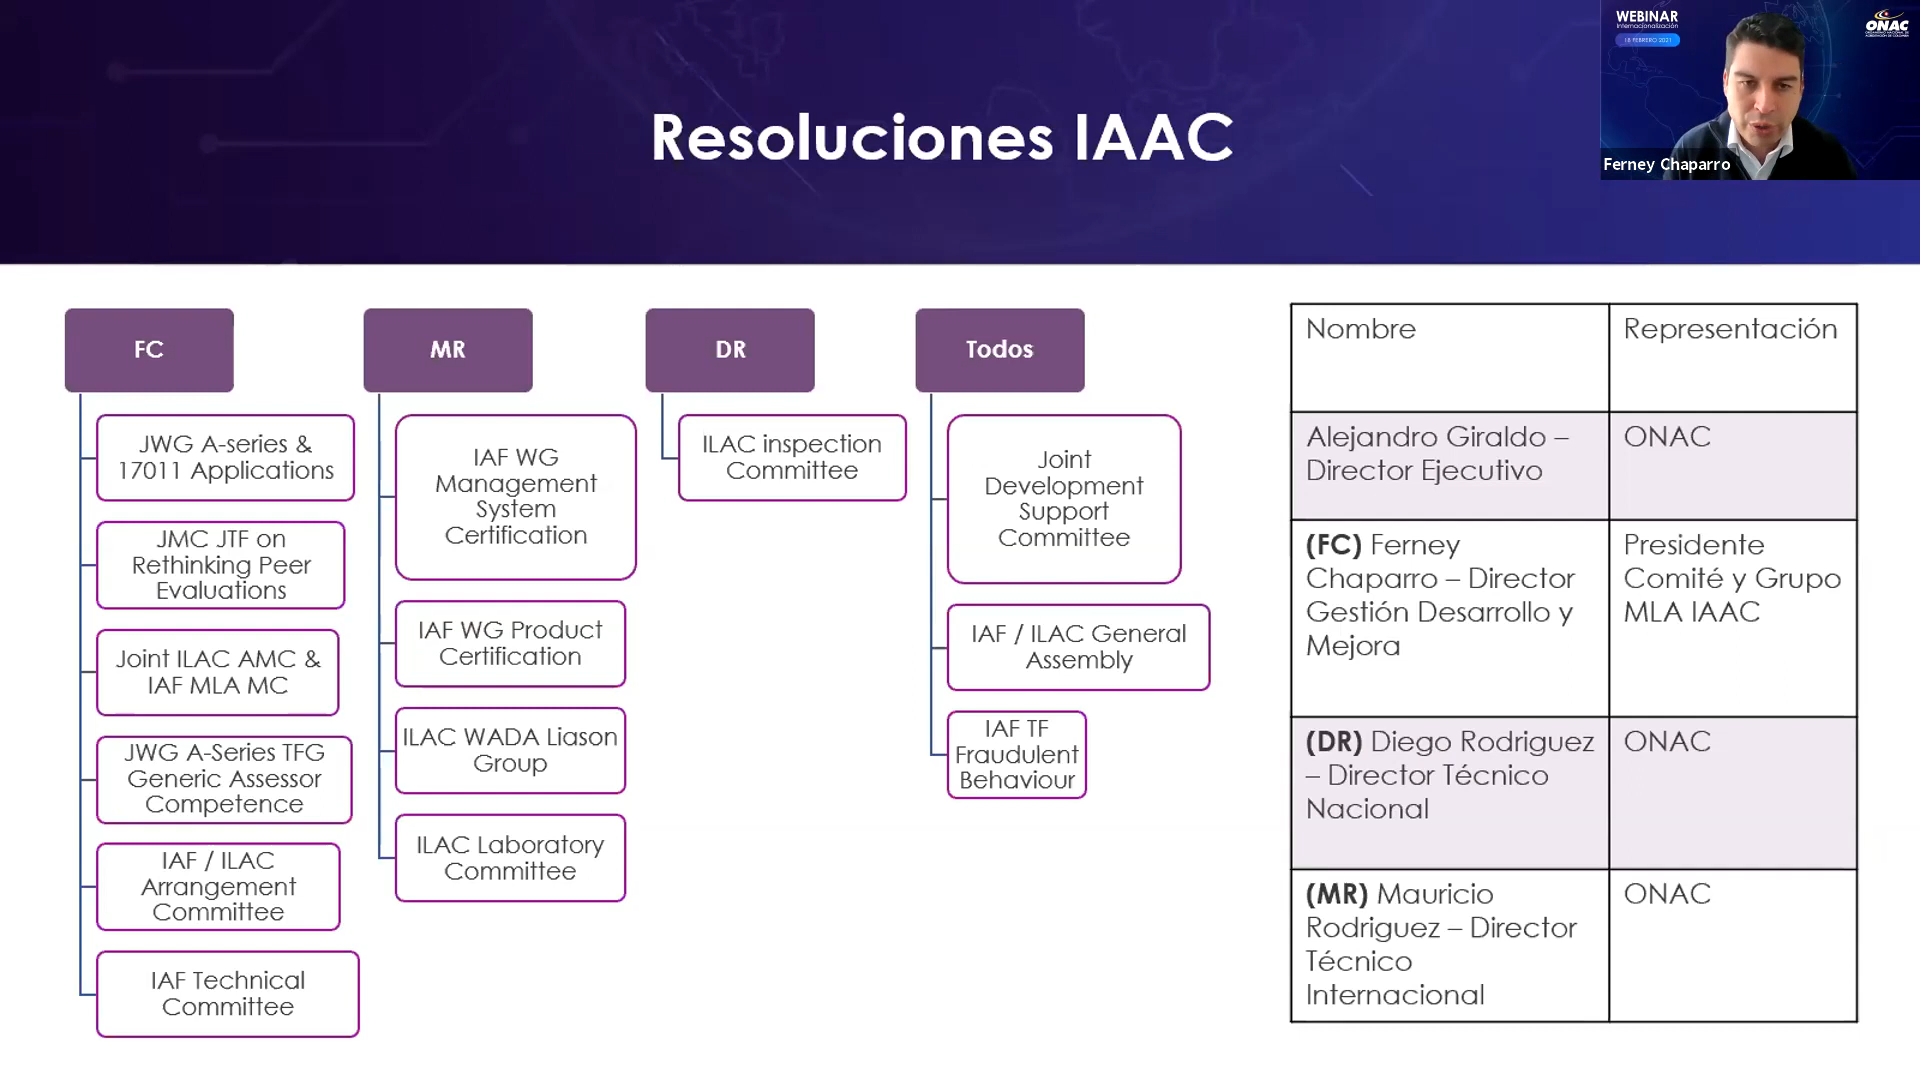 Resoluciones IAAC
WEBINAR
Internacionalización
18 FEBRERO 2021
ONAC
Ferney Chaparro
FC
JWG A-series &
17011 Applications
JMC JTF on
Rethinking Peer
Evaluations
Joint ILAC AMC &
IAF MLA MC
JWG A-Series TFG
Generic Assessor
Competence
IAF / ILAC
Arrangement
Committee
IAF Technical
Committee
MR
IAF WG
Management
System
Certification
IAF WG Product
Certification
ILAC WADA Liason
Group
ILAC Laboratory
Committee
DR
ILAC inspection
Committee
Todos
Joint
Development
Support
Committee
IAF / ILAC General
Assembly
IAF TF
Fraudulent
Behaviour
Nombre
Representación
Alejandro Giraldo –
Director Ejecutivo
ONAC
(FC) Ferney
Chaparro – Director
Gestión Desarrollo y
Mejora
Presidente
Comité y Grupo
MLA IAAC
(DR) Diego Rodriguez
– Director Técnico
Nacional
ONAC
(MR) Mauricio
Rodriguez – Director
Técnico
Internacional
ONAC